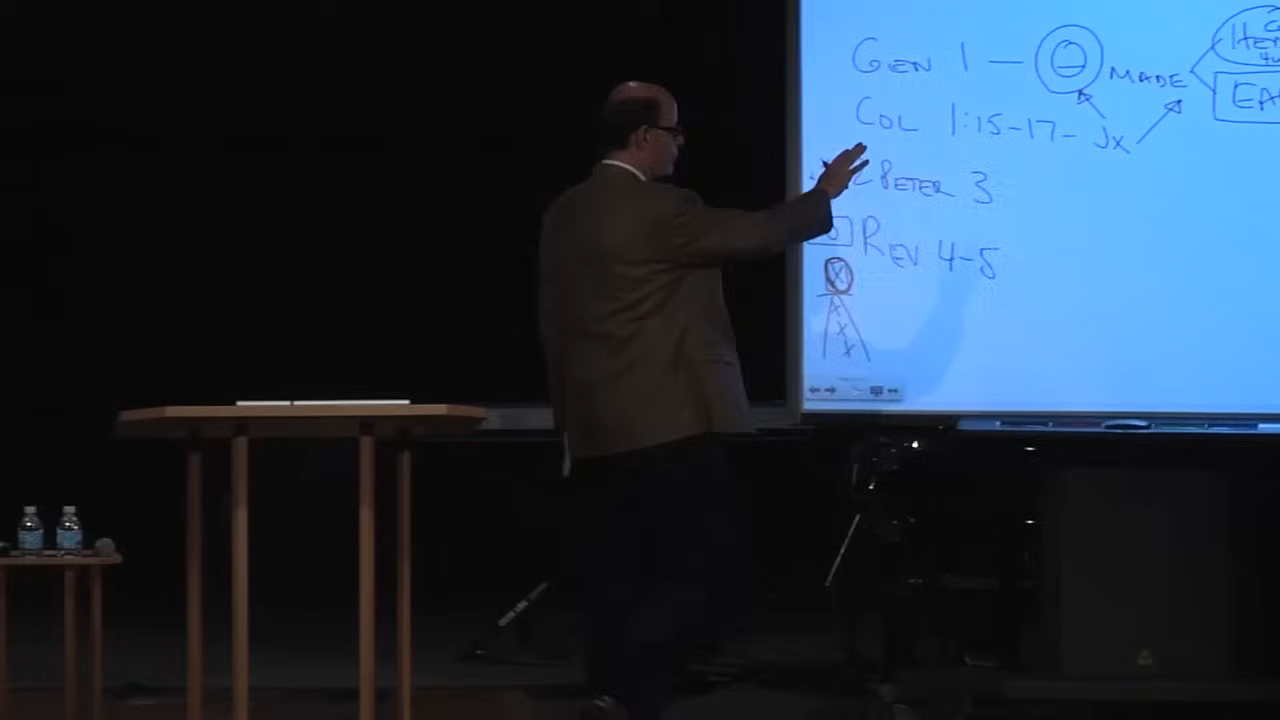 GEN 1 — Θ MADE
COL 1:15-17- Jx
PETER 3
REV 4-5
X
X
X
X